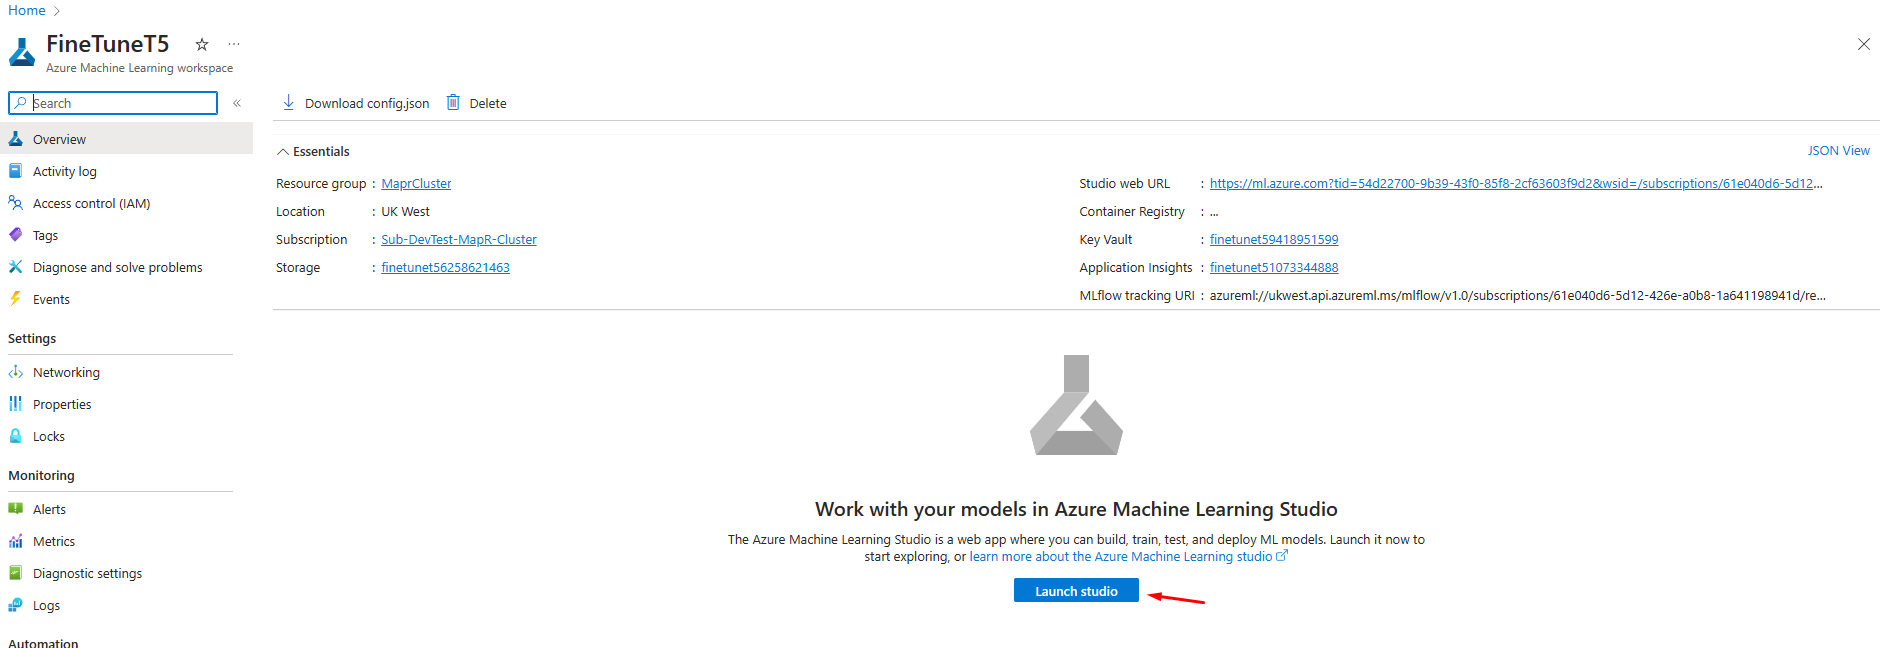 Home >
FineTuneT5 ☆ ...
Azure Machine Learning workspace
Search «
Download config.json Delete
Overview
Activity log
Access control (IAM)
Tags
Diagnose and solve problems
Events
Settings
Networking
Properties
Locks
Monitoring
Alerts
Metrics
Diagnostic settings
Logs
Automation
Essentials JSON View
Resource group : MaprCluster
Location : UK West
Subscription : Sub-DevTest-MapR-Cluster
Storage : finetunet56258621463
Studio web URL : https://ml.azure.com?tid=54d22700-9b39-43f0-85f8-2cf63603f9d2&wsid=/subscriptions/61e040d6-5d12...
Container Registry : ...
Key Vault : finetunet59418951599
Application Insights : finetunet51073344888
MLflow tracking URI : azureml://ukwest.api.azureml.ms/mlflow/v1.0/subscriptions/61e040d6-5d12-426e-a0b8-1a641198941d/re...
Work with your models in Azure Machine Learning Studio
The Azure Machine Learning Studio is a web app where you can build, train, test, and deploy ML models. Launch it now to
start exploring, or learn more about the Azure Machine Learning studio
Launch studio